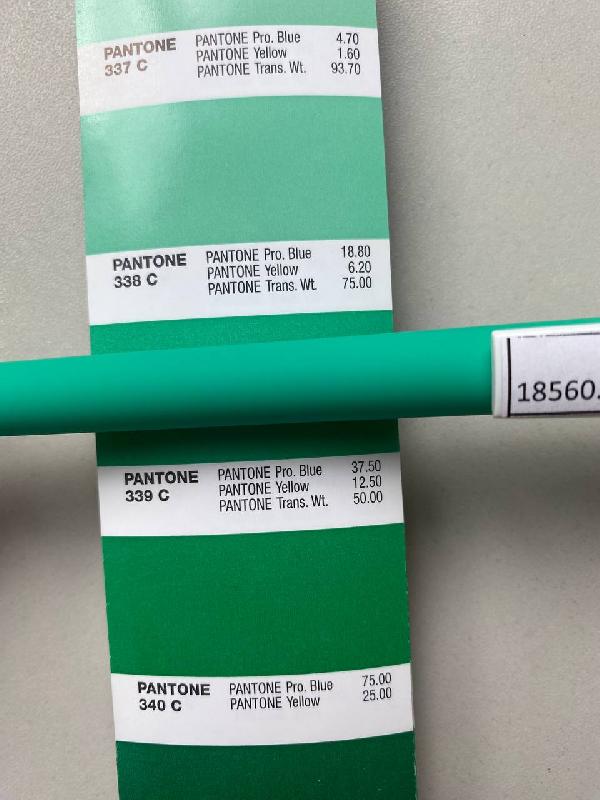 PANTONE PANTONE Pro. Blue 4.70
337 C PANTONE Yellow 1.60
PANTONE Trans. Wt. 93.70
PANTONE PANTONE Pro. Blue 18.80
338 C PANTONE Yellow 6.20
PANTONE Trans. Wt. 75.00
18560.
PANTONE PANTONE Pro. Blue 37.50
339 C PANTONE Yellow 12.50
PANTONE Trans. Wt. 50.00
PANTONE PANTONE Pro. Blue 75.00
340 C PANTONE Yellow 25.00